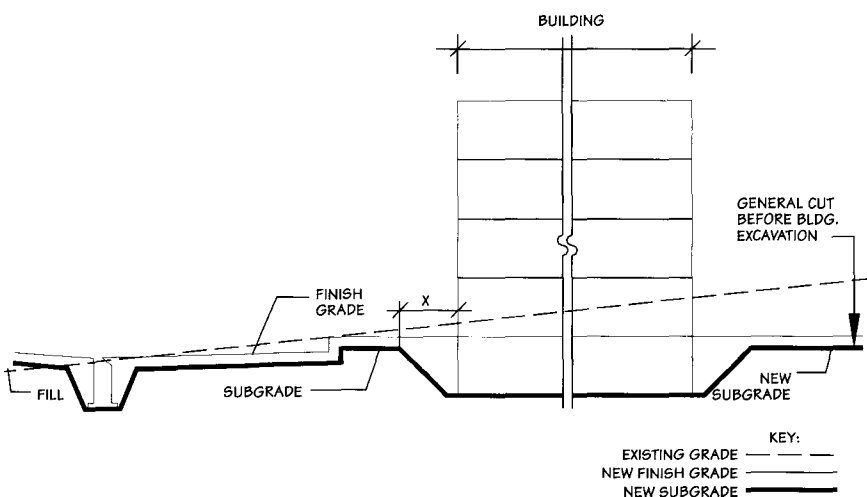 BUILDING
GENERAL CUT
BEFORE BLDG.
EXCAVATION
X
FINISH
GRADE
FILL
SUBGRADE
NEW
SUBGRADE
KEY:
EXISTING GRADE
NEW FINISH GRADE
NEW SUBGRADE